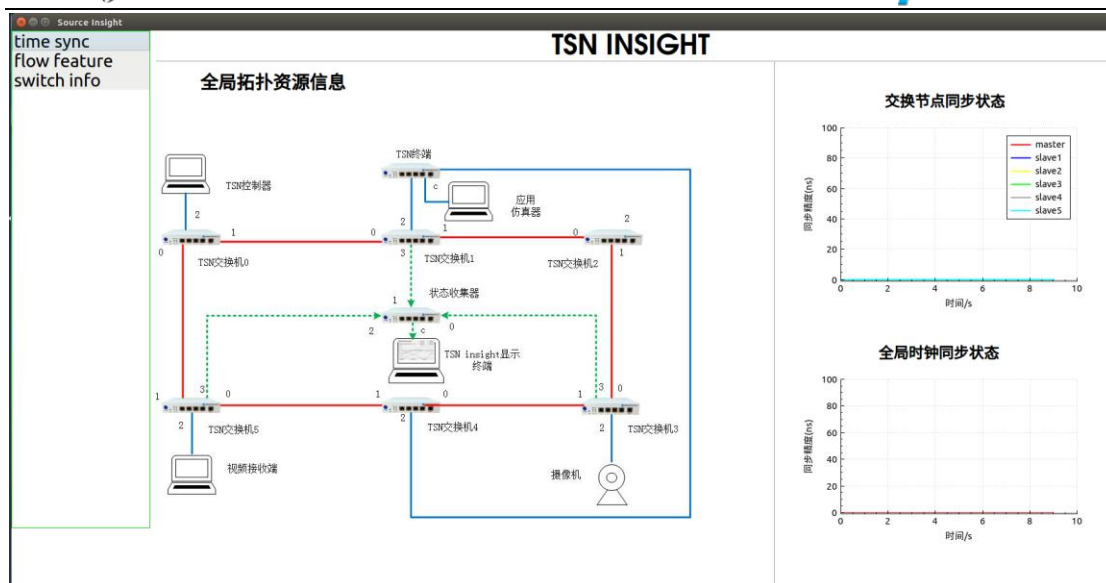 Source Insight
time sync
flow feature
switch info
TSN INSIGHT
全局拓扑资源信息
TSN控制器
2
0
1
TSN交换机0
TSN终端
c
应用
仿真器
2
0
1
3
TSN交换机1
2
0
1
TSN交换机2
状态收集器
1
2
0
c
TSN insight显示
终端
1
3
0
2
TSN交换机5
视频接收端
1
0
2
TSN交换机4
1
3
0
2
TSN交换机3
摄像机
交换节点同步状态
同步精度(ns)
100
80
60
40
20
0
0
2
4
6
8
10
时间/s
master
slave1
slave2
slave3
slave4
slave5
全局时钟同步状态
同步精度(ns)
100
80
60
40
20
0
0
2
4
6
8
10
时间/s